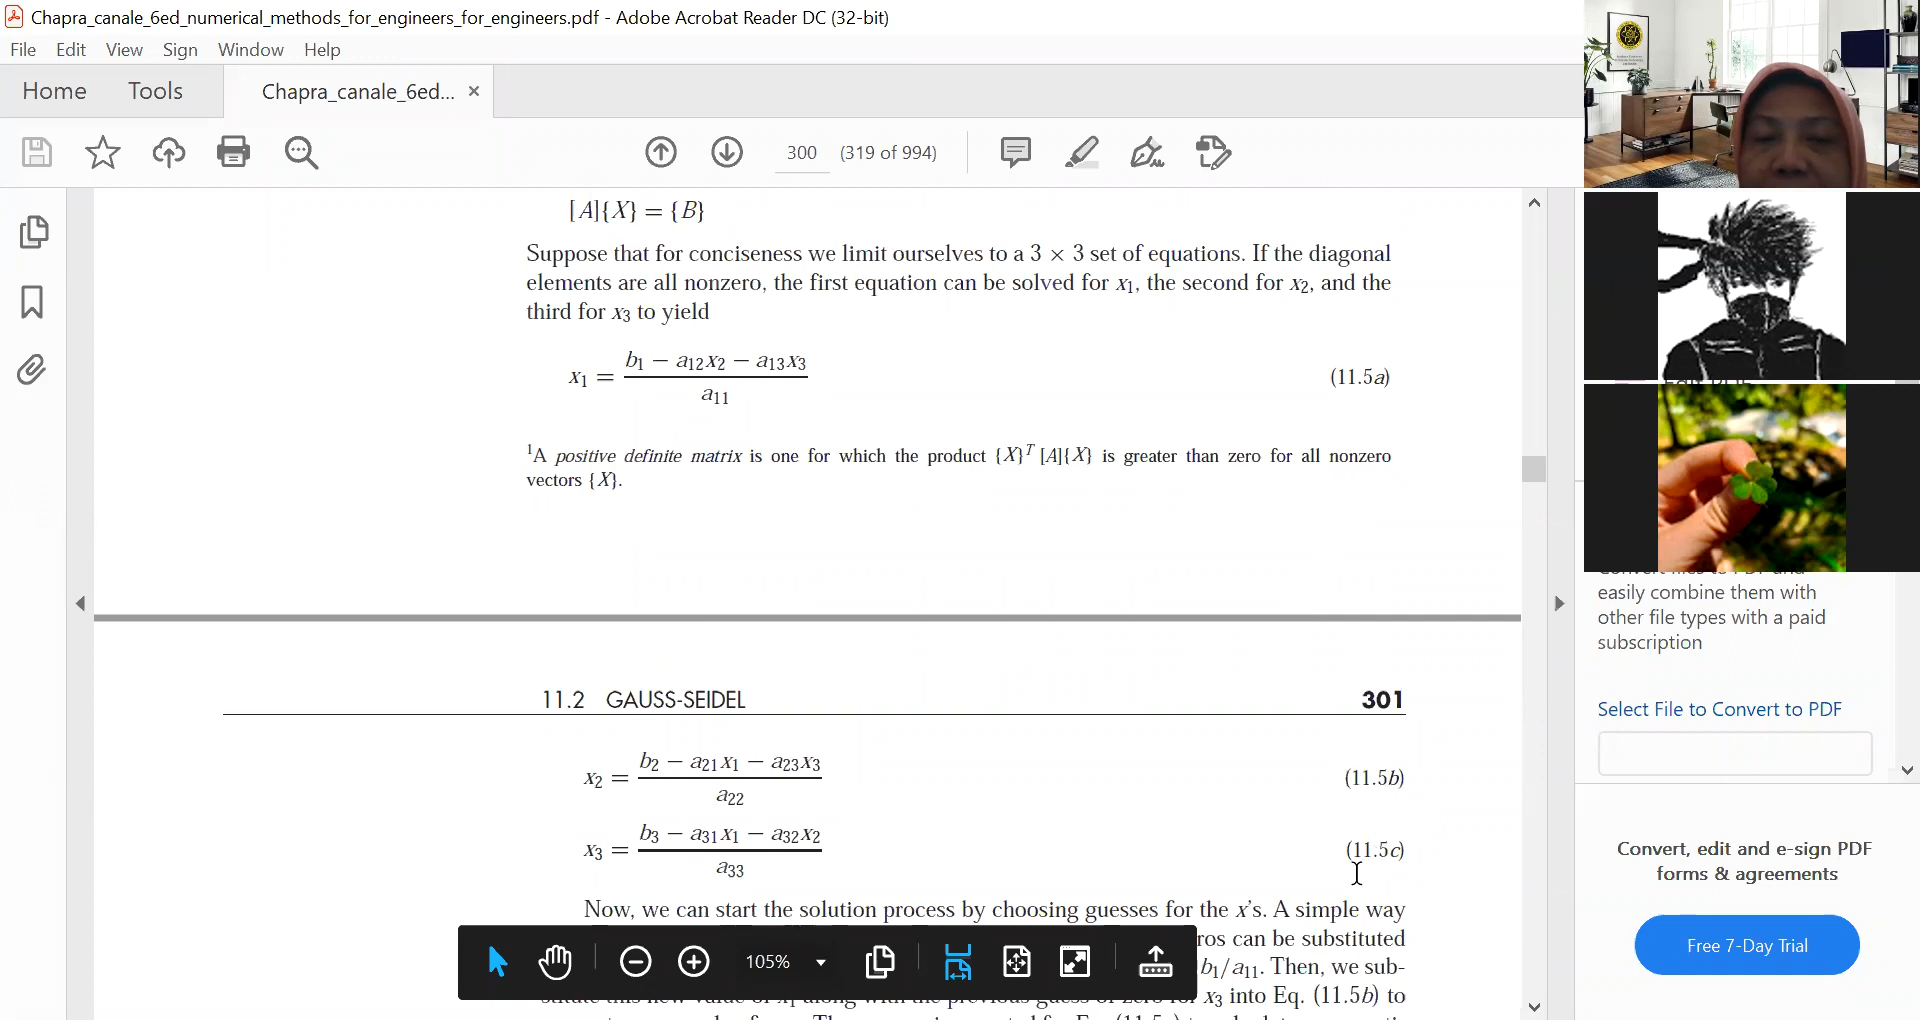 Chapra_canale_6ed_numerical_methods_for_engineers_for_engineers.pdf - Adobe Acrobat Reader DC (32-bit)
File Edit View Sign Window Help
Home Tools Chapra_canale_6ed... ×
300 (319 of 994)
[A]{X} = {B}
Suppose that for conciseness we limit ourselves to a 3 × 3 set of equations. If the diagonal
elements are all nonzero, the first equation can be solved for x₁, the second for x₂, and the
third for x₃ to yield
x₁ = (b₁ − a₁₂x₂ − a₁₃x₃) / a₁₁ (11.5a)
¹A positive definite matrix is one for which the product {X}ᵀ [A]{X} is greater than zero for all nonzero
vectors {X}.
11.2 GAUSS-SEIDEL 301
x₂ = (b₂ − a₂₁x₁ − a₂₃x₃) / a₂₂ (11.5b)
x₃ = (b₃ − a₃₁x₁ − a₃₂x₂) / a₃₃ (11.5c)
Now, we can start the solution process by choosing guesses for the x's. A simple way
ros can be substituted
b₁/a₁₁. Then, we sub-
x₃ into Eq. (11.5b) to
105%
easily combine them with
other file types with a paid
subscription
Select File to Convert to PDF
Convert, edit and e-sign PDF
forms & agreements
Free 7-Day Trial